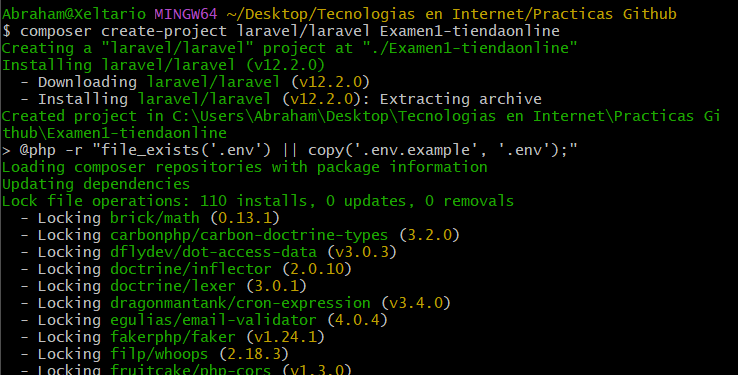 Abraham@Xeltario MINGW64 ~/Desktop/Tecnologias en Internet/Practicas Github
$ composer create-project laravel/laravel Examen1-tiendaonline
Creating a "laravel/laravel" project at "./Examen1-tiendaonline"
Installing laravel/laravel (v12.2.0)
  - Downloading laravel/laravel (v12.2.0)
  - Installing laravel/laravel (v12.2.0): Extracting archive
Created project in C:\Users\Abraham\Desktop\Tecnologias en Internet\Practicas Gi
thub\Examen1-tiendaonline
> @php -r "file_exists('.env') || copy('.env.example', '.env');"
Loading composer repositories with package information
Updating dependencies
Lock file operations: 110 installs, 0 updates, 0 removals
  - Locking brick/math (0.13.1)
  - Locking carbonphp/carbon-doctrine-types (3.2.0)
  - Locking dflydev/dot-access-data (v3.0.3)
  - Locking doctrine/inflector (2.0.10)
  - Locking doctrine/lexer (3.0.1)
  - Locking dragonmantank/cron-expression (v3.4.0)
  - Locking egulias/email-validator (4.0.4)
  - Locking fakerphp/faker (v1.24.1)
  - Locking filp/whoops (2.18.3)
  - Locking fruitcake/php-cors (v1.3.0)